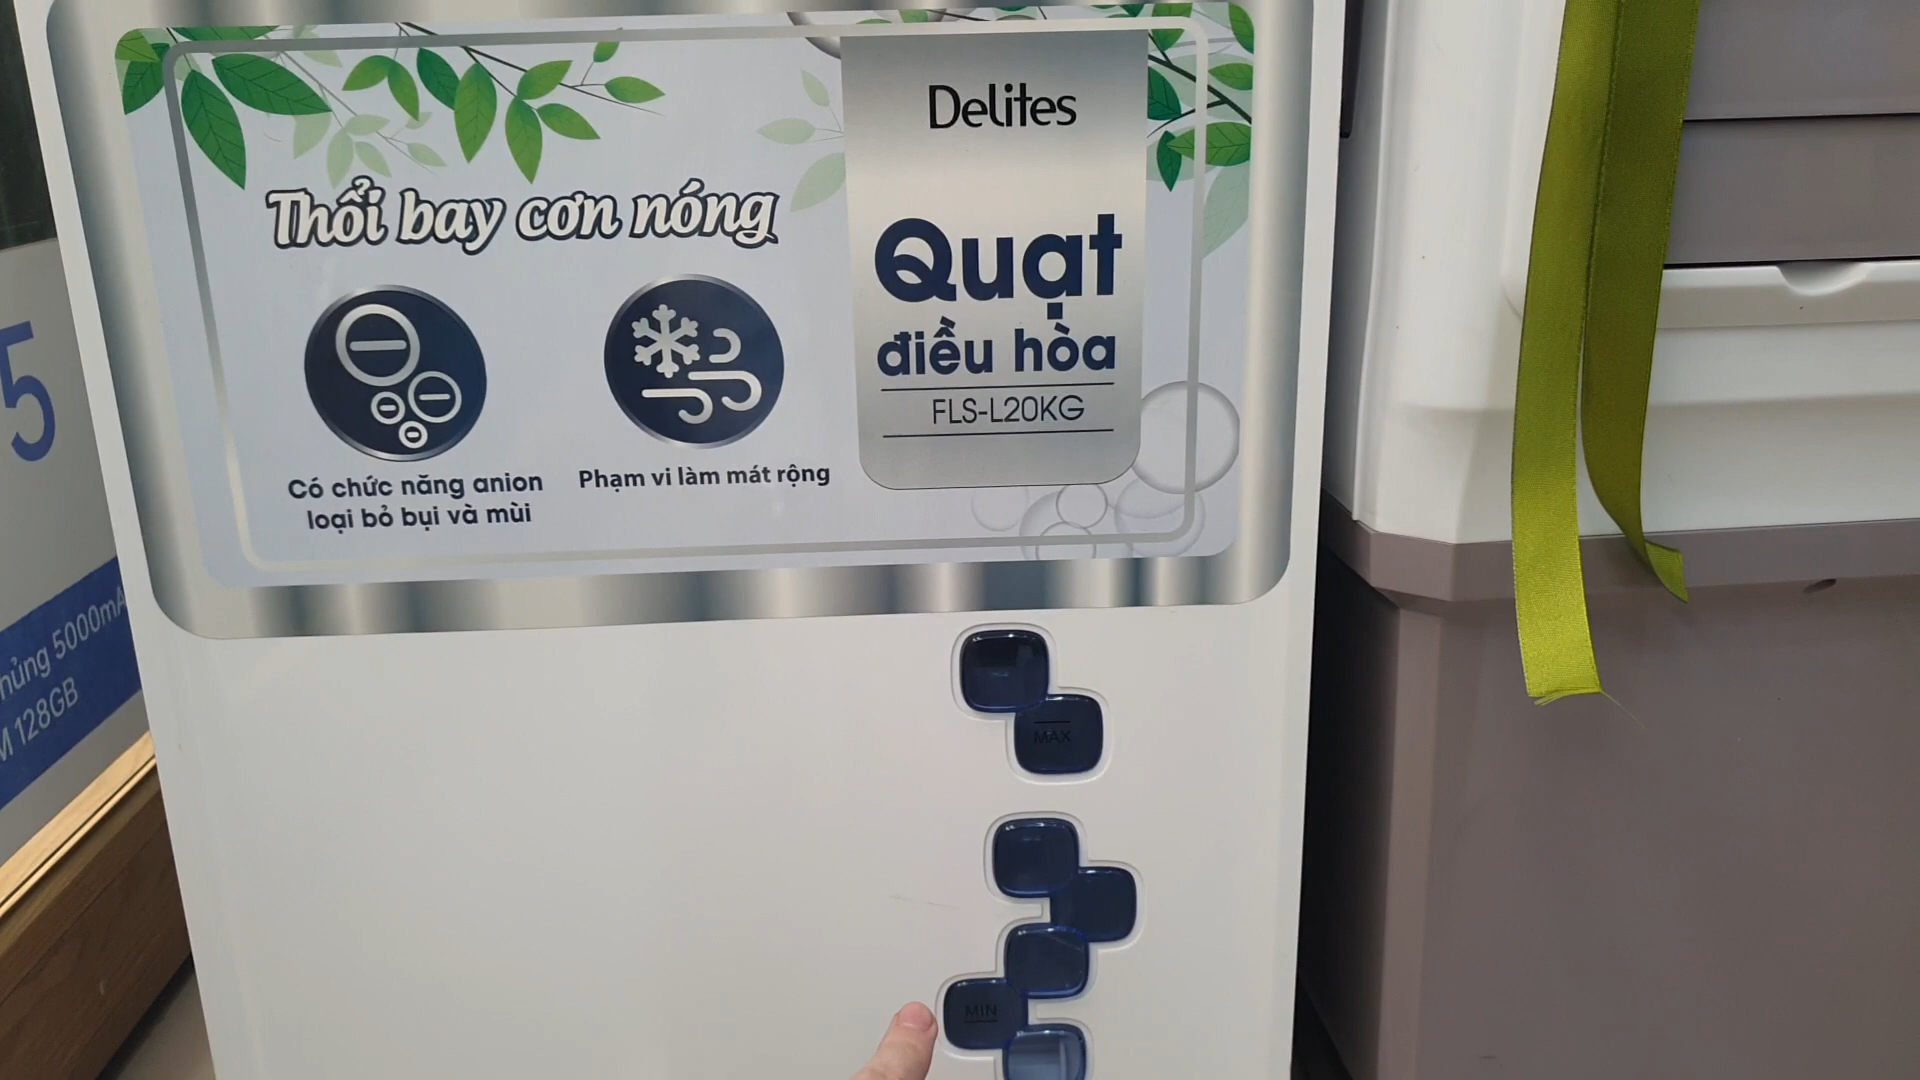 Delites
Thổi bay cơn nóng
Quạt
điều hòa
FLS-L20KG
Có chức năng anion
loại bỏ bụi và mùi
Phạm vi làm mát rộng
MAX
MIN
5
5000mA
M 128GB